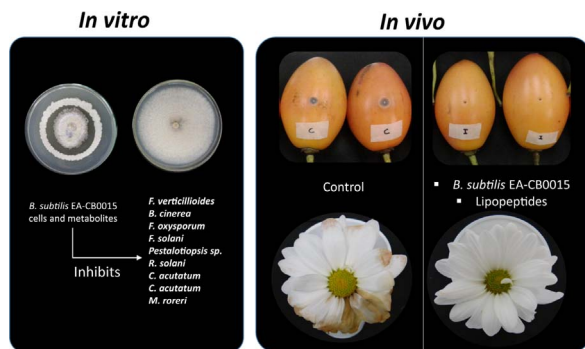 In vitro
In vivo
B. subtilis EA-CB0015
cells and metabolites
Inhibits
F. verticillioides
B. cinerea
F. oxysporum
F. solani
Pestalotiopsis sp.
R. solani
C. acutatum
C. acutatum
M. roreri
C
C
I
I
Control
▪ B. subtilis EA-CB0015
▪ Lipopeptides